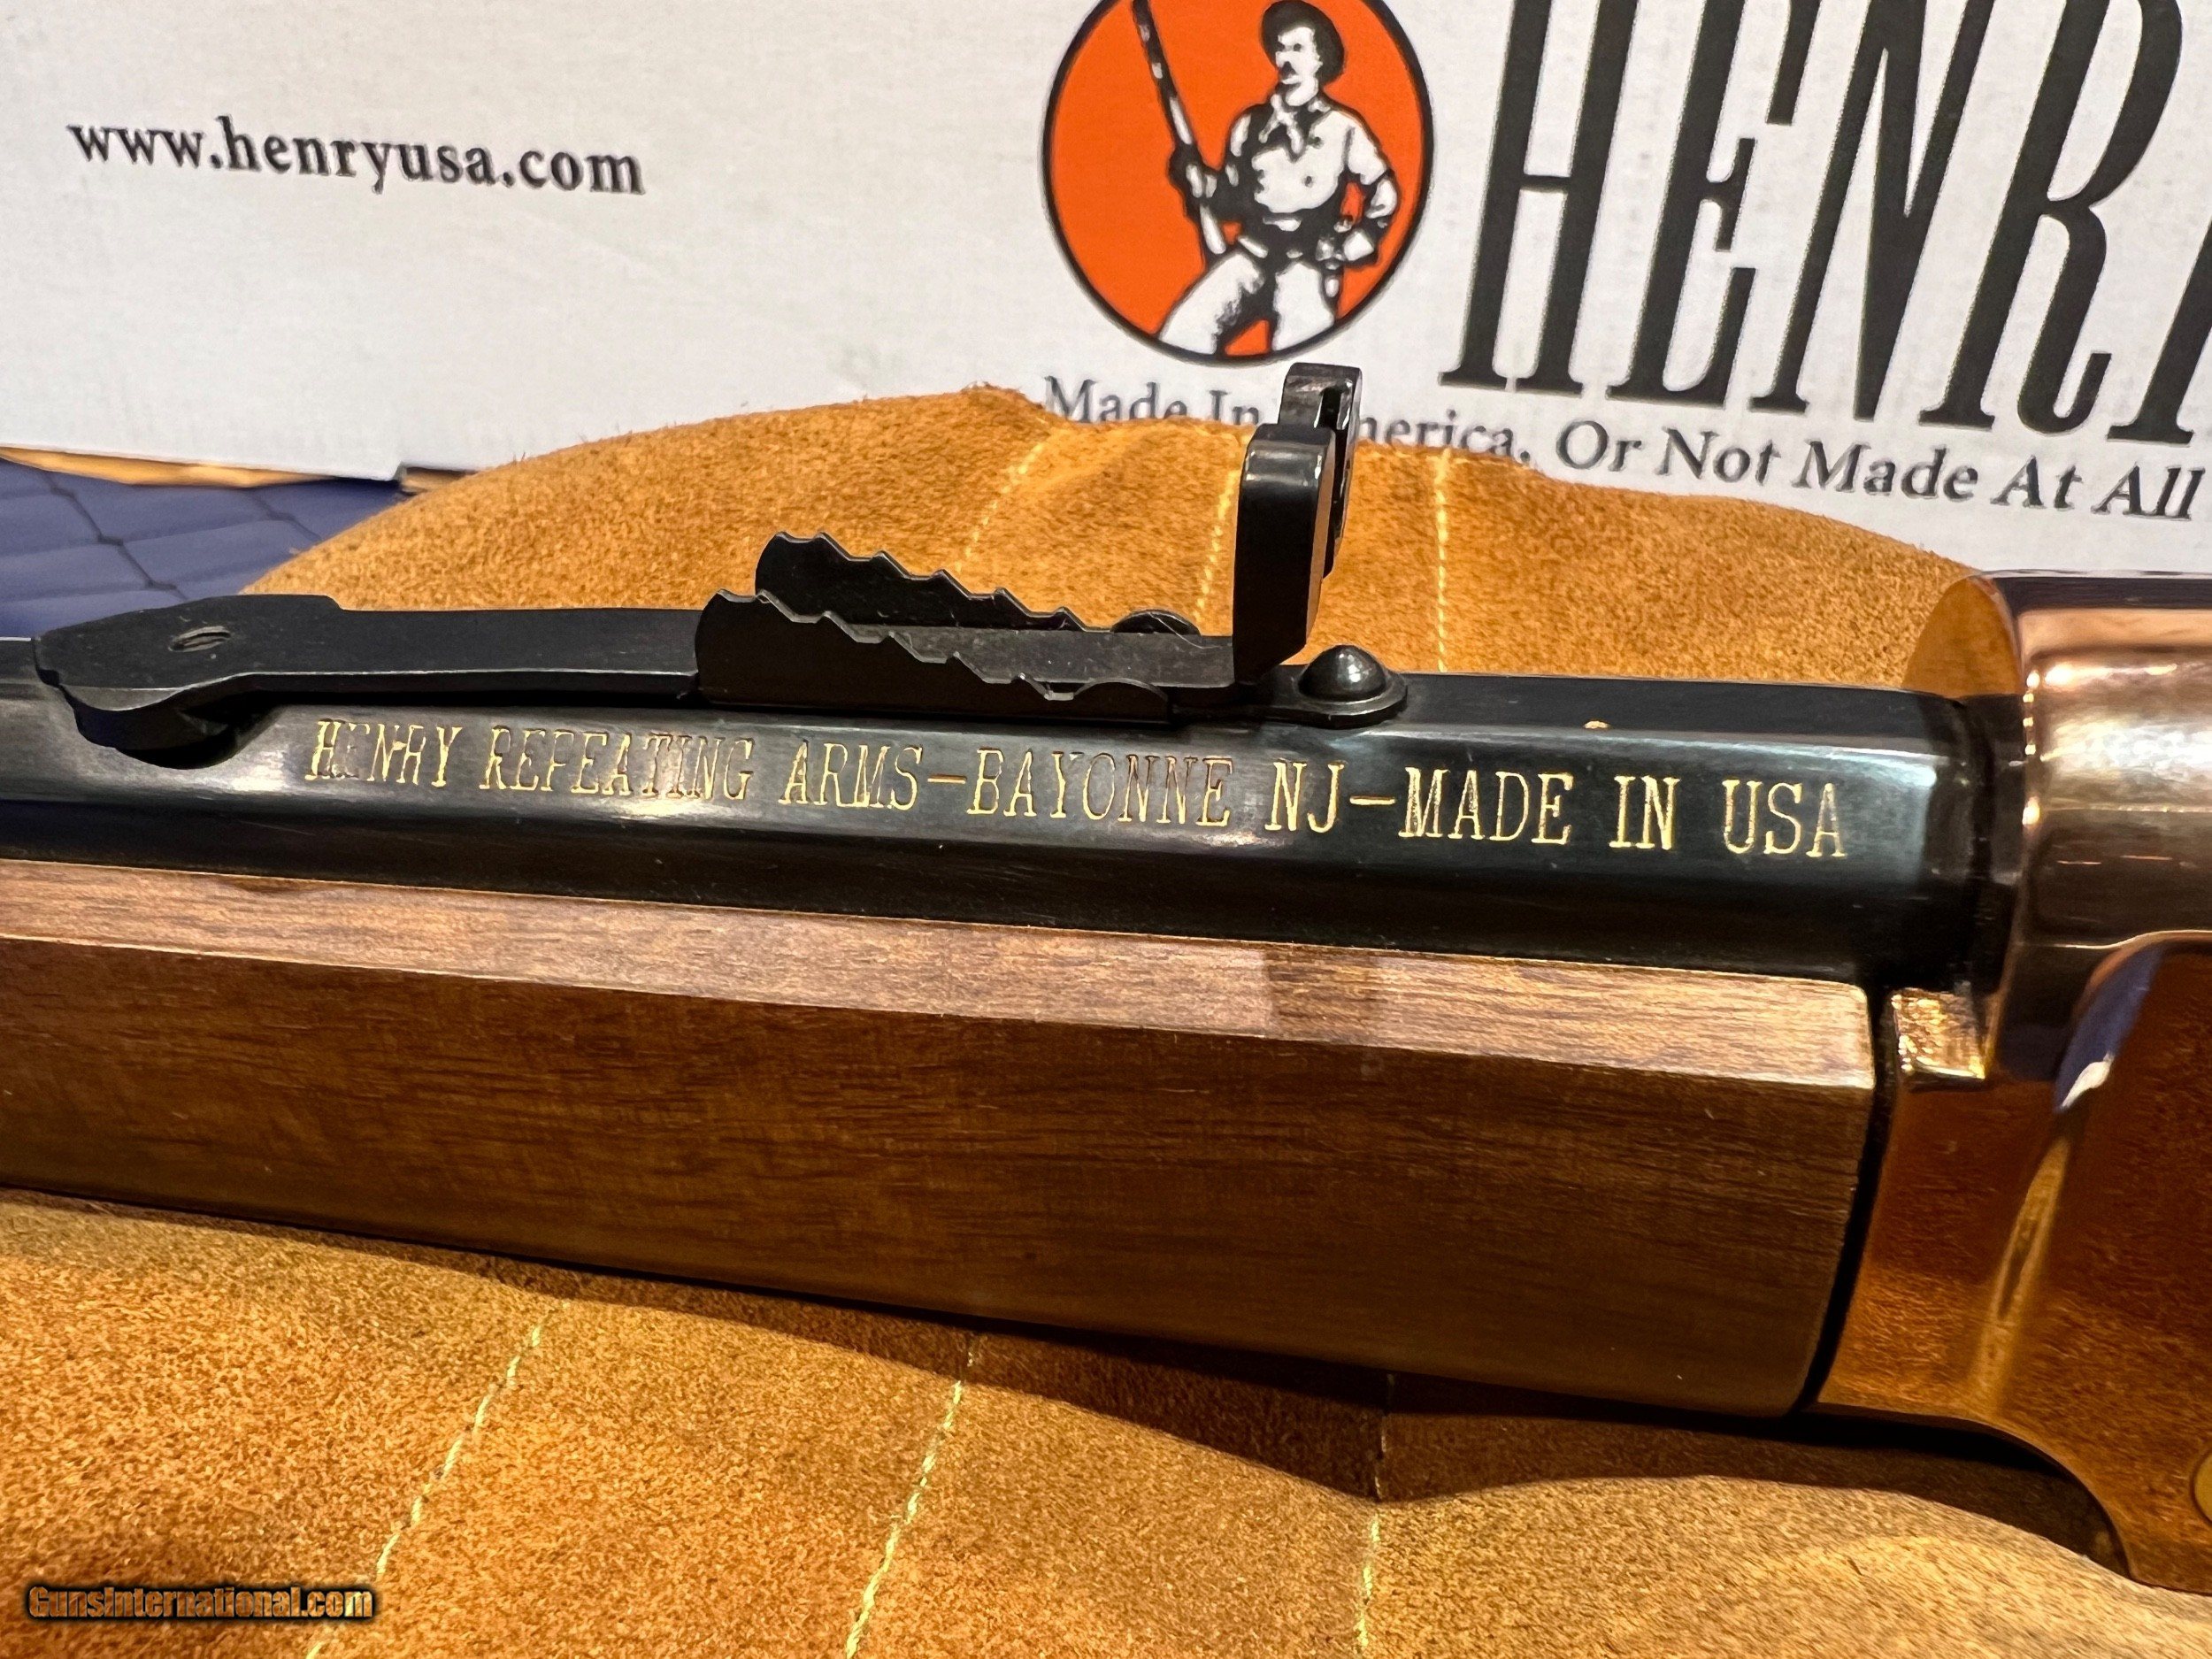 www.henryusa.com
HENRY
Made In America, Or Not Made At All
HENRY REPEATING ARMS-BAYONNE NJ-MADE IN USA
GunsInternational.com